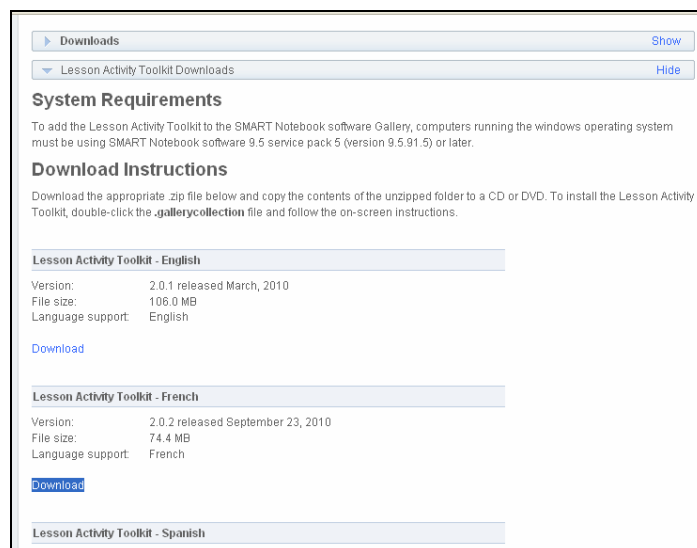 Downloads Show
Lesson Activity Toolkit Downloads Hide
System Requirements
To add the Lesson Activity Toolkit to the SMART Notebook software Gallery, computers running the windows operating system
must be using SMART Notebook software 9.5 service pack 5 (version 9.5.91.5) or later.
Download Instructions
Download the appropriate .zip file below and copy the contents of the unzipped folder to a CD or DVD. To install the Lesson Activity
Toolkit, double-click the .gallerycollection file and follow the on-screen instructions.
Lesson Activity Toolkit - English
Version: 2.0.1 released March, 2010
File size: 106.0 MB
Language support: English
Download
Lesson Activity Toolkit - French
Version: 2.0.2 released September 23, 2010
File size: 74.4 MB
Language support: French
Download
Lesson Activity Toolkit - Spanish